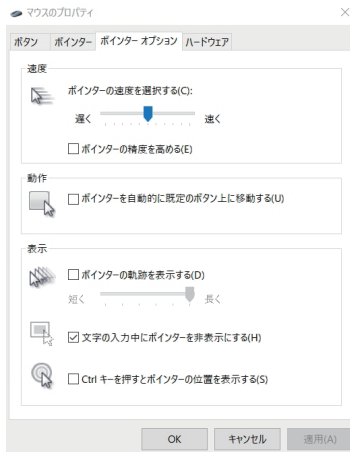 マウスのプロパティ
ボタン ポインター ポインター オプション ハードウェア
速度
ポインターの速度を選択する(C):
遅く 速く
ポインターの精度を高める(E)
動作
ポインターを自動的に既定のボタン上に移動する(U)
表示
ポインターの軌跡を表示する(D)
短く 長く
文字の入力中にポインターを非表示にする(H)
Ctrl キーを押すとポインターの位置を表示する(S)
OK キャンセル 適用(A)